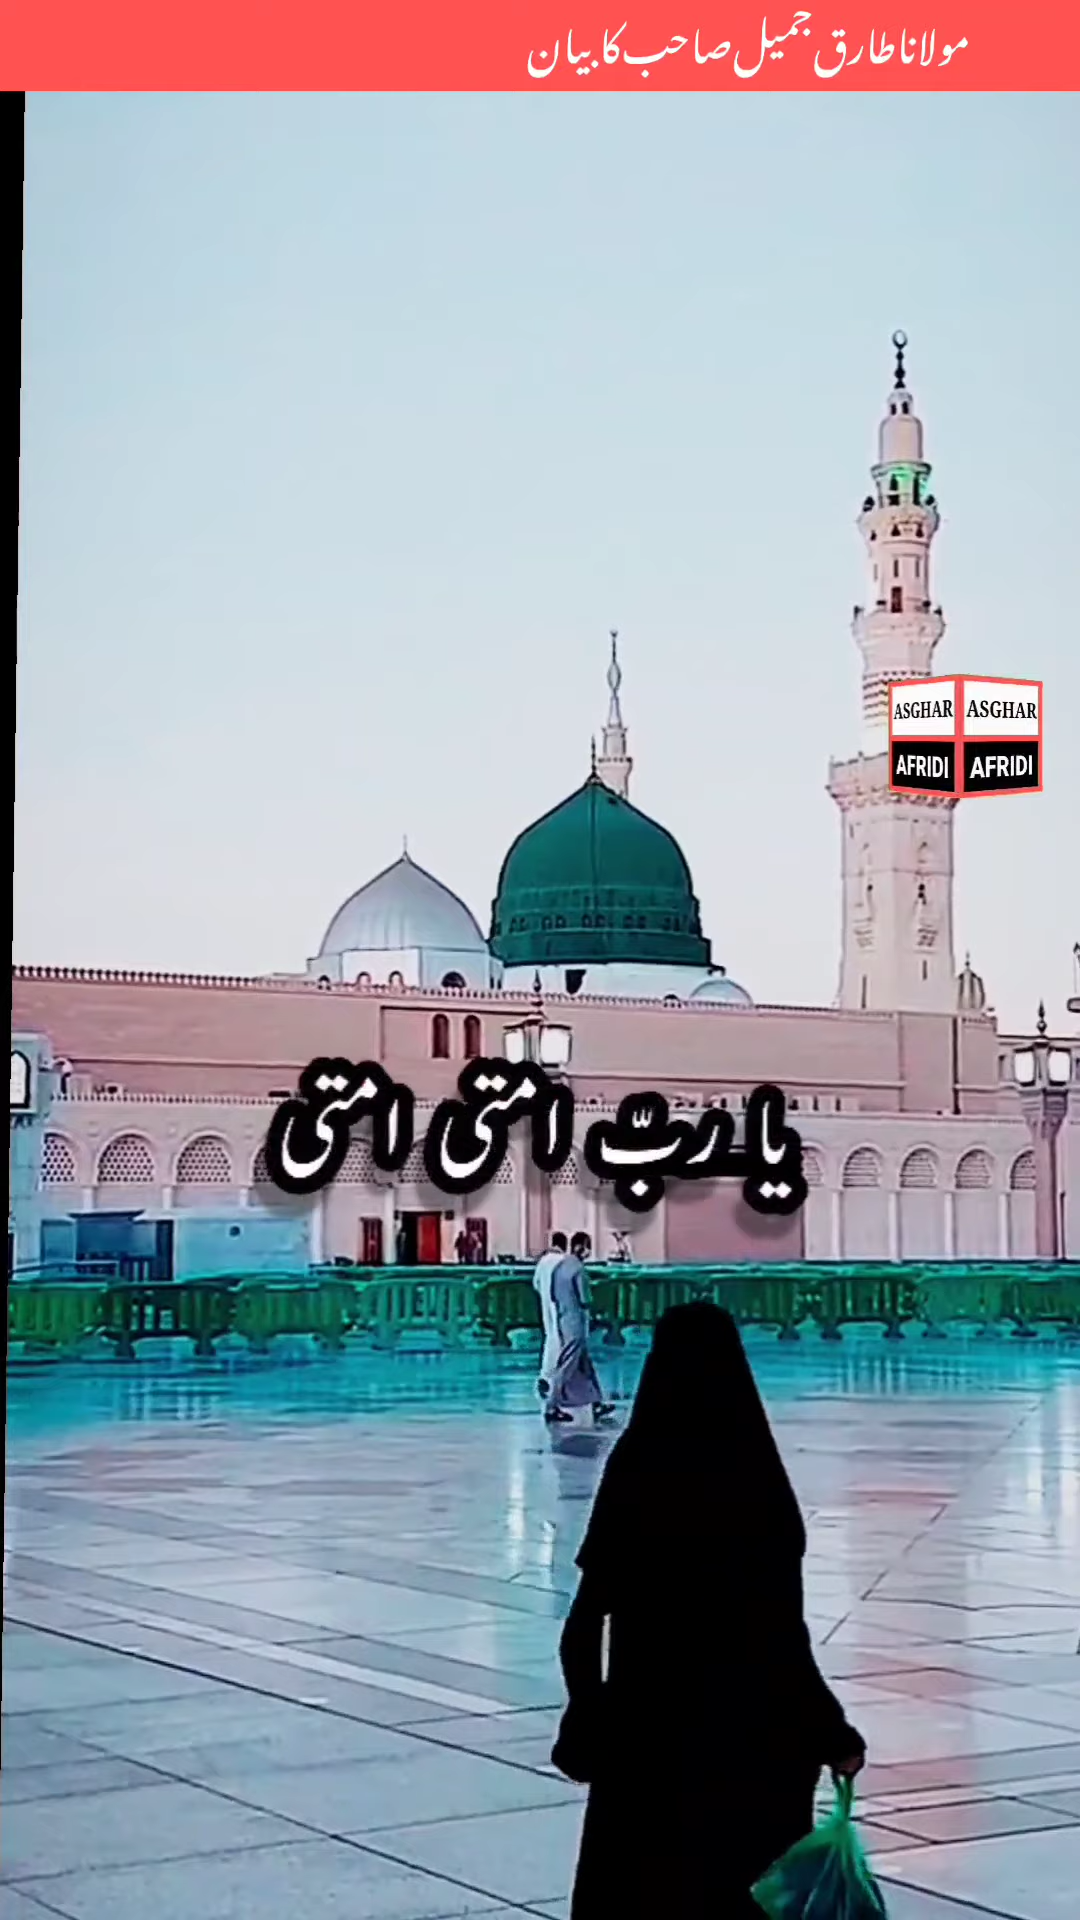 مولانا طارق جمیل صاحب کا بیان
ASGHAR ASGHAR
AFRIDI AFRIDI
یا ربّ امتی امتی